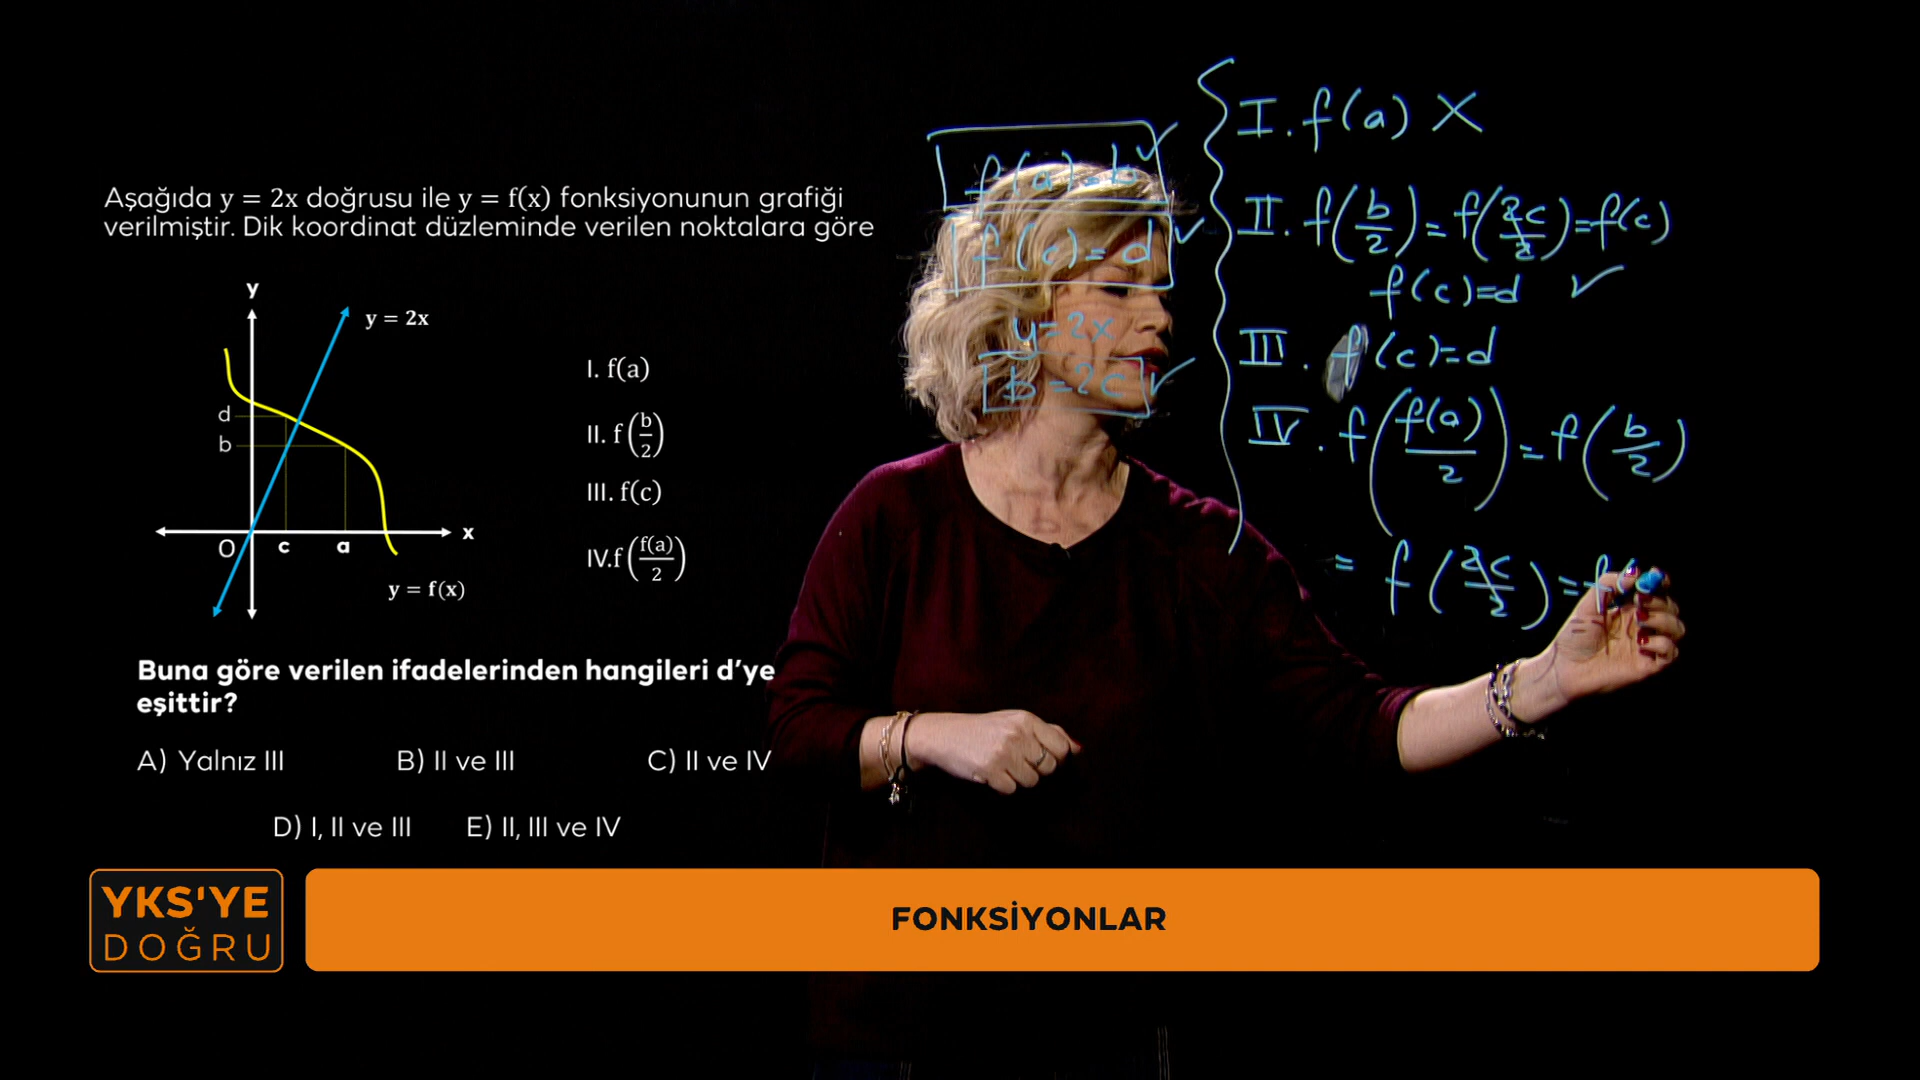 Aşağıda y = 2x doğrusu ile y = f(x) fonksiyonunun grafiği
verilmiştir. Dik koordinat düzleminde verilen noktalara göre
y
y = 2x
d
b
O
c
a
x
y = f(x)
I. f(a)
II. f(b/2)
III. f(c)
IV.f(f(a)/2)
Buna göre verilen ifadelerinden hangileri d'ye
eşittir?
A) Yalnız III
B) II ve III
C) II ve IV
D) I, II ve III
E) II, III ve IV
f(a)=b ✓
f(c)=d ✓
y=2x
b=2c ✓
I. f(a) X
II. f(b/2)=f(2c/2)=f(c)
f(c)=d ✓
III. f(c)=d
IV. f(f(a)/2)=f(b/2)
= f(2c/2)=f(
YKS'YE
DOĞRU
FONKSİYONLAR